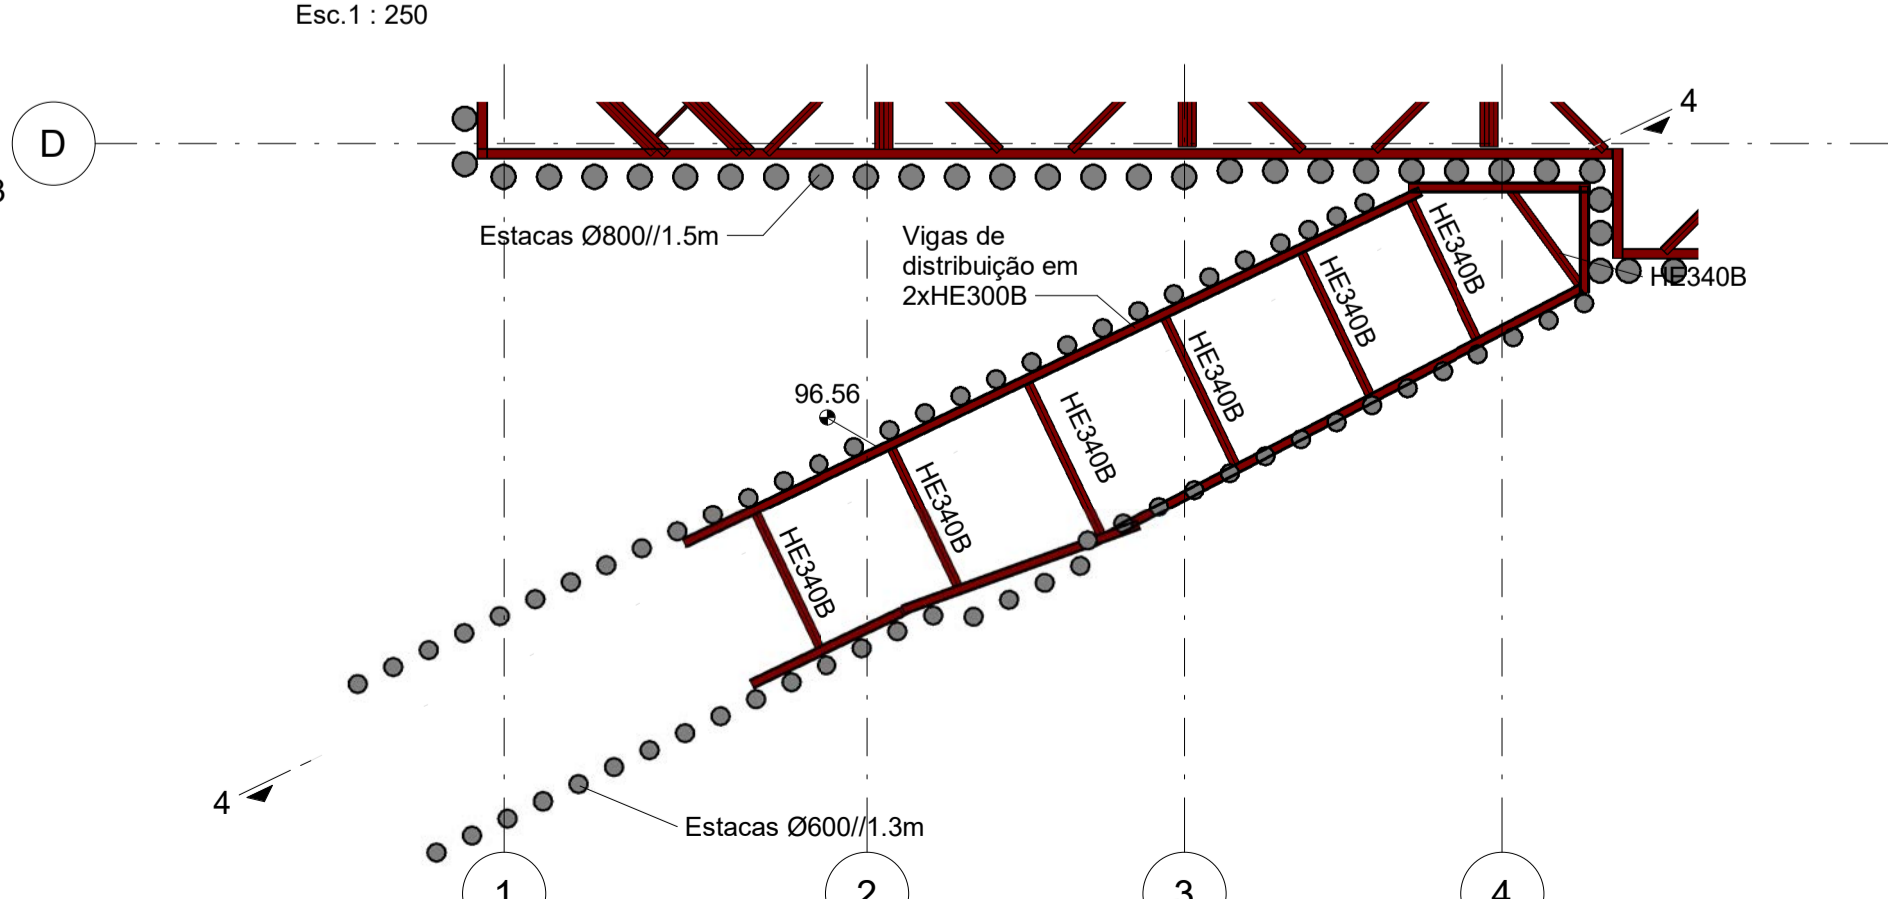 Esc.1 : 250
D
4
Estacas Ø800//1.5m
Vigas de
distribuição em
2xHE300B
HE340B
HE340B
HE340B
HE340B
HE340B
HE340B
HE340B
96.56
4
Estacas Ø600//1.3m
1
2
3
4